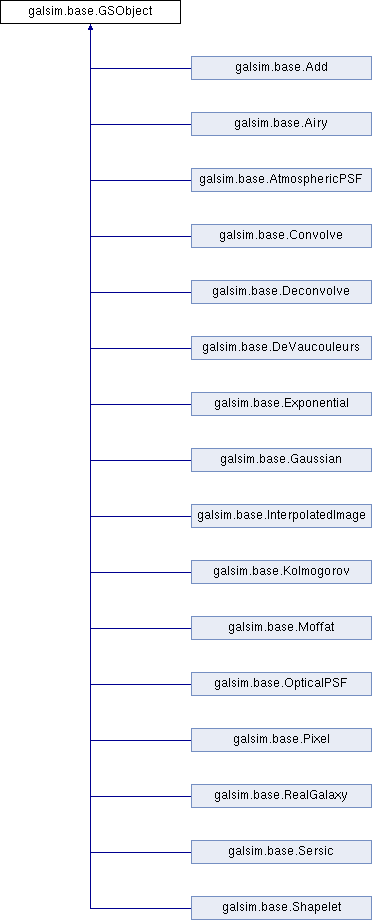 galsim.base.GSObject
galsim.base.Add
galsim.base.Airy
galsim.base.AtmosphericPSF
galsim.base.Convolve
galsim.base.Deconvolve
galsim.base.DeVaucouleurs
galsim.base.Exponential
galsim.base.Gaussian
galsim.base.InterpolatedImage
galsim.base.Kolmogorov
galsim.base.Moffat
galsim.base.OpticalPSF
galsim.base.Pixel
galsim.base.RealGalaxy
galsim.base.Sersic
galsim.base.Shapelet